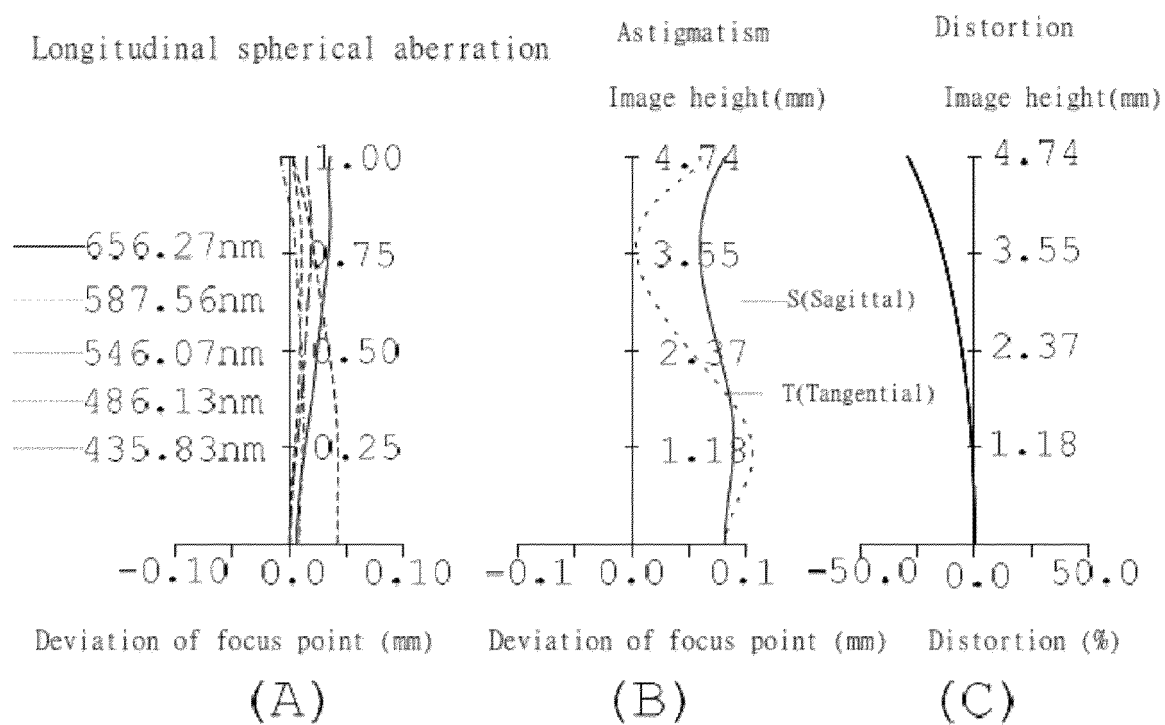 Longitudinal spherical aberration
Astigmatism
Distortion
Image height(mm)
Image height(mm)
1.00
0.75
0.50
0.25
656.27nm
587.56nm
546.07nm
486.13nm
435.83nm
-0.10 0.0 0.10
Deviation of focus point (mm)
(A)
4.74
3.55
2.37
1.18
S(Sagittal)
T(Tangential)
-0.1 0.0 0.1
Deviation of focus point (mm)
(B)
4.74
3.55
2.37
1.18
-50.0 0.0 50.0
Distortion (%)
(C)